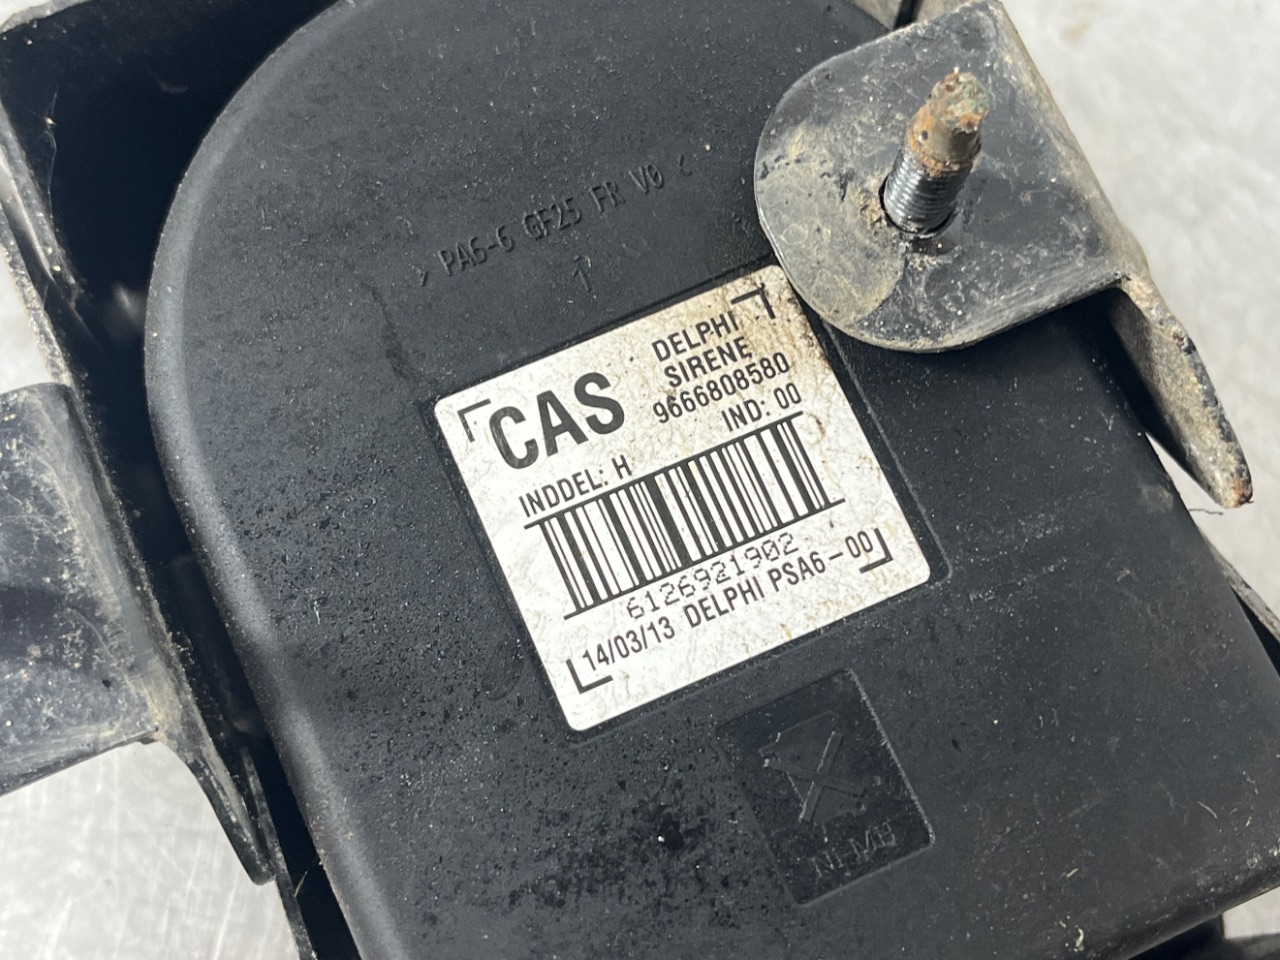 > PA6-6 GF25 FR V0 <
1
DELPHI
SIRENE
CAS
9666808580
IND: 00
INDDEL: H
6126921902
14/03/13 DELPHI PSA6-00